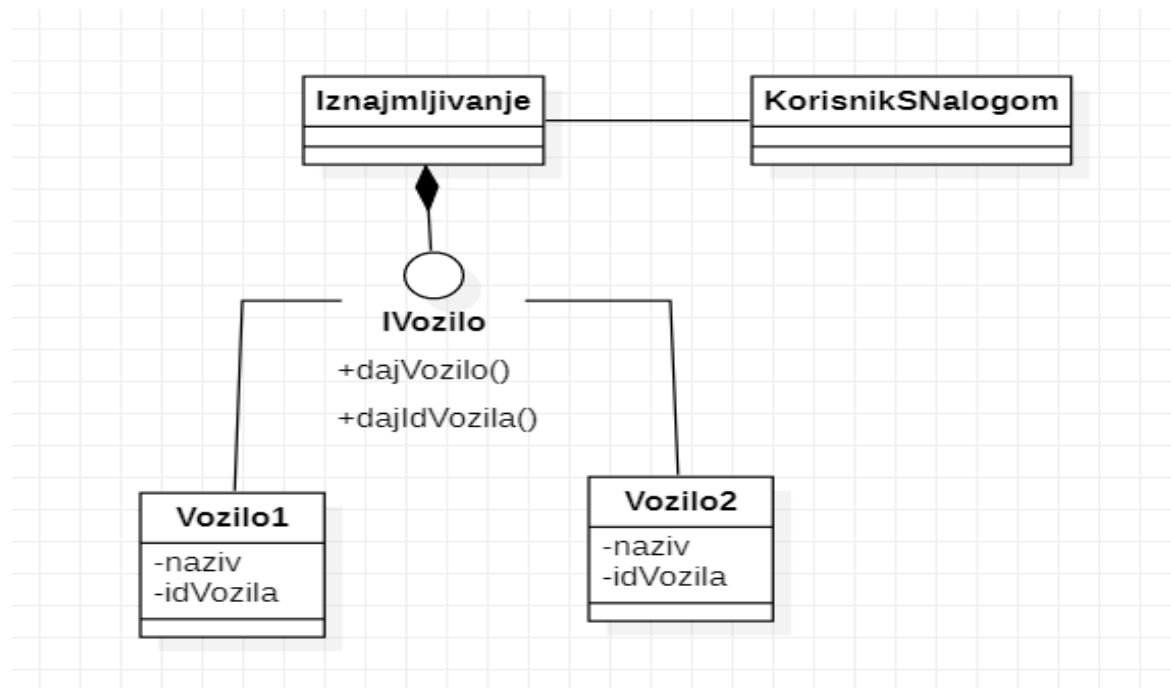 Iznajmljivanje
KorisnikSNalogom
IVozilo
+dajVozilo()
+dajIdVozila()
Vozilo1
-naziv
-idVozila
Vozilo2
-naziv
-idVozila